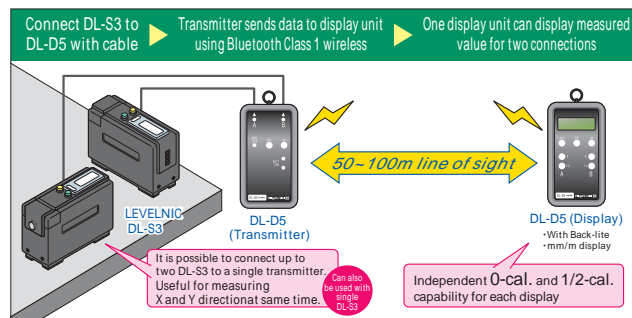 Connect DL-S3 to
DL-D5 with cable
Transmitter sends data to display unit
using Bluetooth Class 1 wireless
One display unit can display measured
value for two connections
A
B
50~100m line of sight
A
B
LEVELNIC
DL-S3
DL-D5
(Transmitter)
DL-D5 (Display)
・With Back-lite
・mm/m display
It is possible to connect up to
two DL-S3 to a single transmitter.
Useful for measuring
X and Y direction at same time.
Can also
be used with
single
DL-S3
Independent 0-cal. and 1/2-cal.
capability for each display